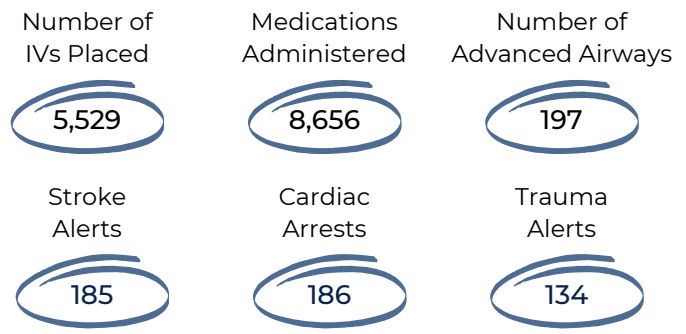 Number of
IVs Placed
5,529
Medications
Administered
8,656
Number of
Advanced Airways
197
Stroke
Alerts
185
Cardiac
Arrests
186
Trauma
Alerts
134